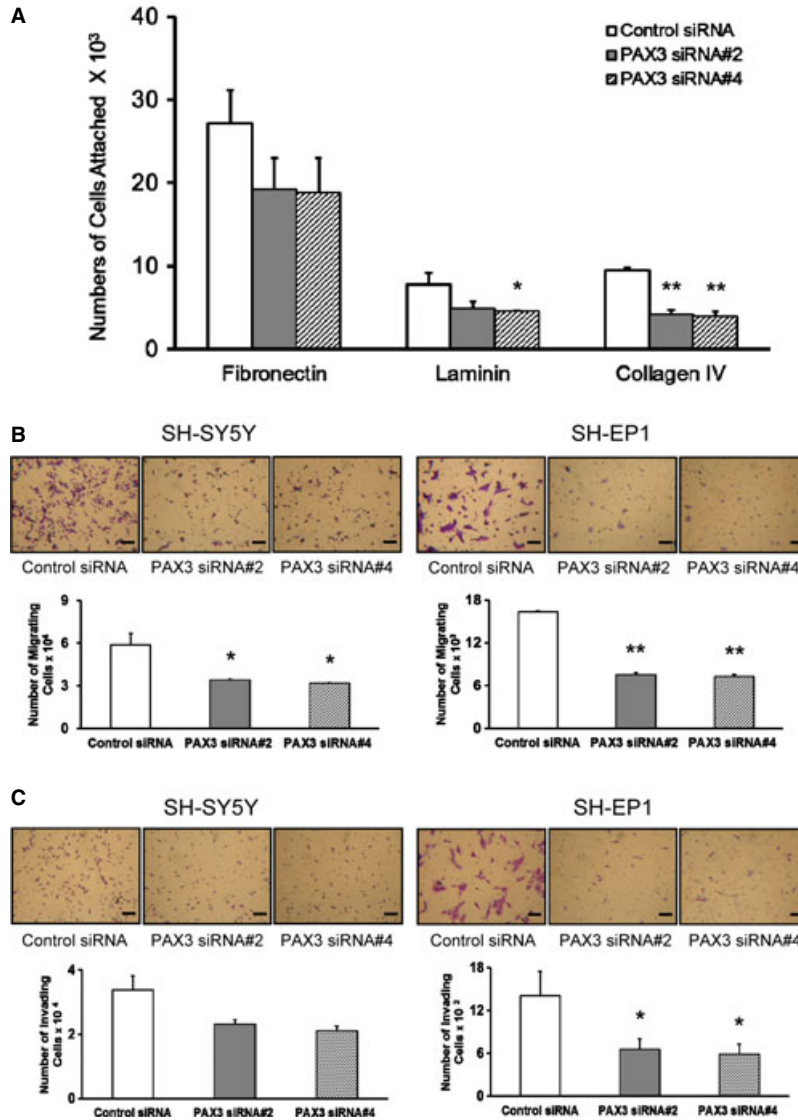 A
Numbers of Cells Attached X 10³
40
30
20
10
0
Control siRNA
PAX3 siRNA#2
PAX3 siRNA#4
*
**
**
Fibronectin
Laminin
Collagen IV
B
SH-SY5Y
Control siRNA
PAX3 siRNA#2
PAX3 siRNA#4
Number of Migrating
Cells x 10⁴
9
6
3
0
*
*
Control siRNA
PAX3 siRNA#2
PAX3 siRNA#4
SH-EP1
Control siRNA
PAX3 siRNA#2
PAX3 siRNA#4
Number of Migrating
Cells x 10³
18
12
6
0
**
**
Control siRNA
PAX3 siRNA#2
PAX3 siRNA#4
C
SH-SY5Y
Control siRNA
PAX3 siRNA#2
PAX3 siRNA#4
Number of Invading
Cells x 10⁴
4
2
0
Control siRNA
PAX3 siRNA#2
PAX3 siRNA#4
SH-EP1
Control siRNA
PAX3 siRNA#2
PAX3 siRNA#4
Number of Invading
Cells x 10³
18
12
6
0
*
*
Control siRNA
PAX3 siRNA#2
PAX3 siRNA#4